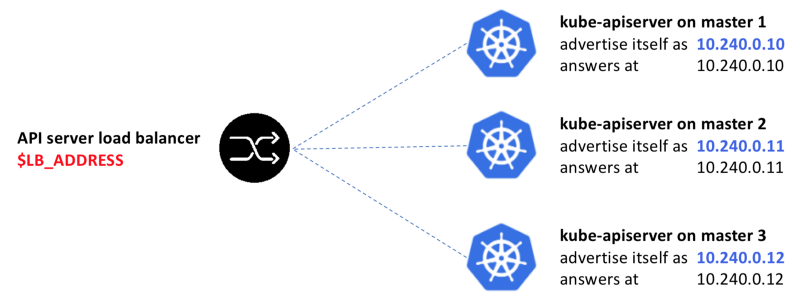 kube-apiserver on master 1
advertise itself as 10.240.0.10
answers at 10.240.0.10
API server load balancer
$LB_ADDRESS
kube-apiserver on master 2
advertise itself as 10.240.0.11
answers at 10.240.0.11
kube-apiserver on master 3
advertise itself as 10.240.0.12
answers at 10.240.0.12